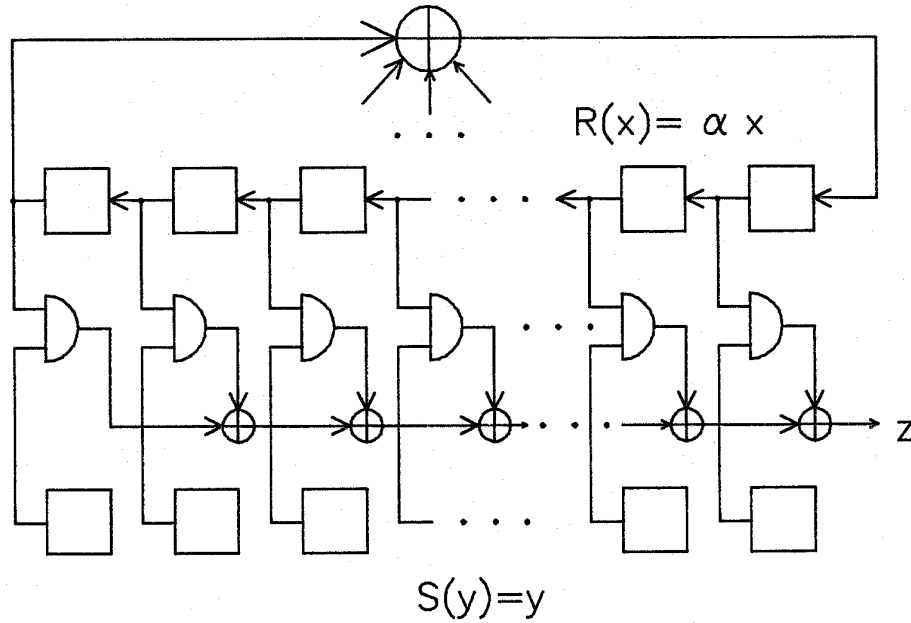 R(x)= α x
z
S(y)=y